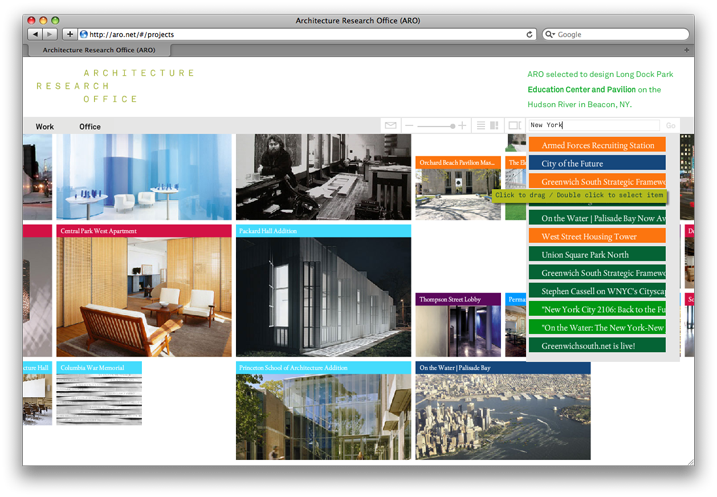 Architecture Research Office (ARO)
http://aro.net/#/projects
Google
Architecture Research Office (ARO)
ARCHITECTURE
RESEARCH
OFFICE
ARO selected to design Long Dock Park
Education Center and Pavilion on the
Hudson River in Beacon, NY.
Work
Office
New York
Go
Armed Forces Recruiting Station
City of the Future
Greenwich South Strategic Framewo
Click to drag / Double click to select item
On the Water | Palisade Bay Now Av
West Street Housing Tower
Union Square Park North
Greenwich South Strategic Framewo
Stephen Cassell on WNYC's Cityscap
"New York City 2106: Back to the Fu
"On the Water: The New York-New
Greenwichsouth.net is live!
Orchard Beach Pavilion Mas...
Central Park West Apartment
Packard Hall Addition
Thompson Street Lobby
Perma
cture Hall
Columbia War Memorial
Princeton School of Architecture Addition
On the Water | Palisade Bay